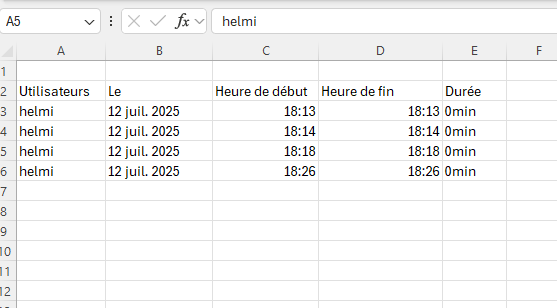 A5 fx helmi
A B C D E F
1
2 Utilisateurs Le Heure de début Heure de fin Durée
3 helmi 12 juil. 2025 18:13 18:13 0min
4 helmi 12 juil. 2025 18:14 18:14 0min
5 helmi 12 juil. 2025 18:18 18:18 0min
6 helmi 12 juil. 2025 18:26 18:26 0min
7
8
9
10
11
12